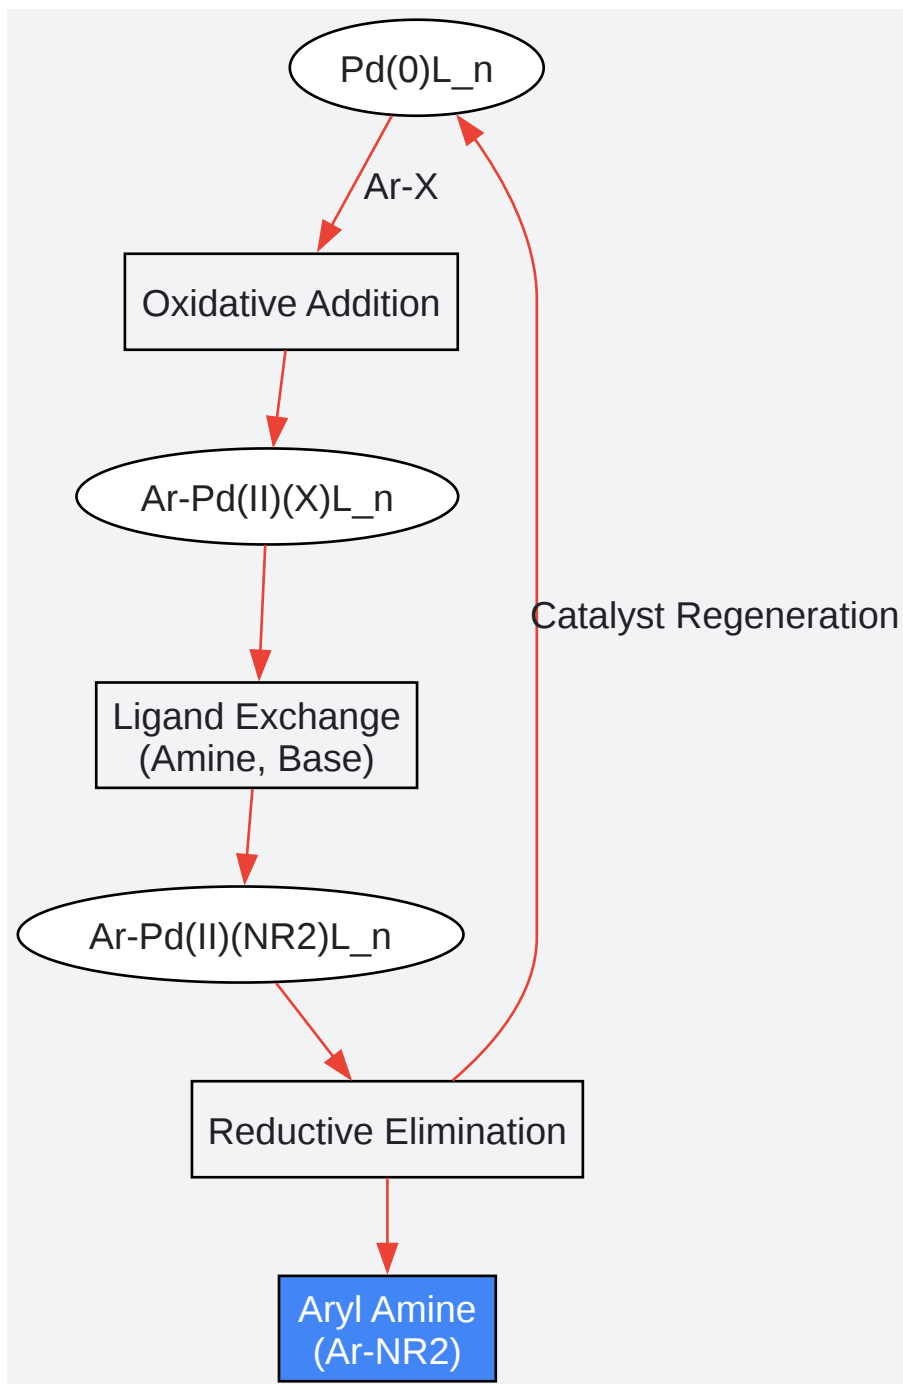 Pd(0)L_n
Ar-X
Oxidative Addition
Ar-Pd(II)(X)L_n
Catalyst Regeneration
Ligand Exchange
(Amine, Base)
Ar-Pd(II)(NR2)L_n
Reductive Elimination
Aryl Amine
(Ar-NR2)